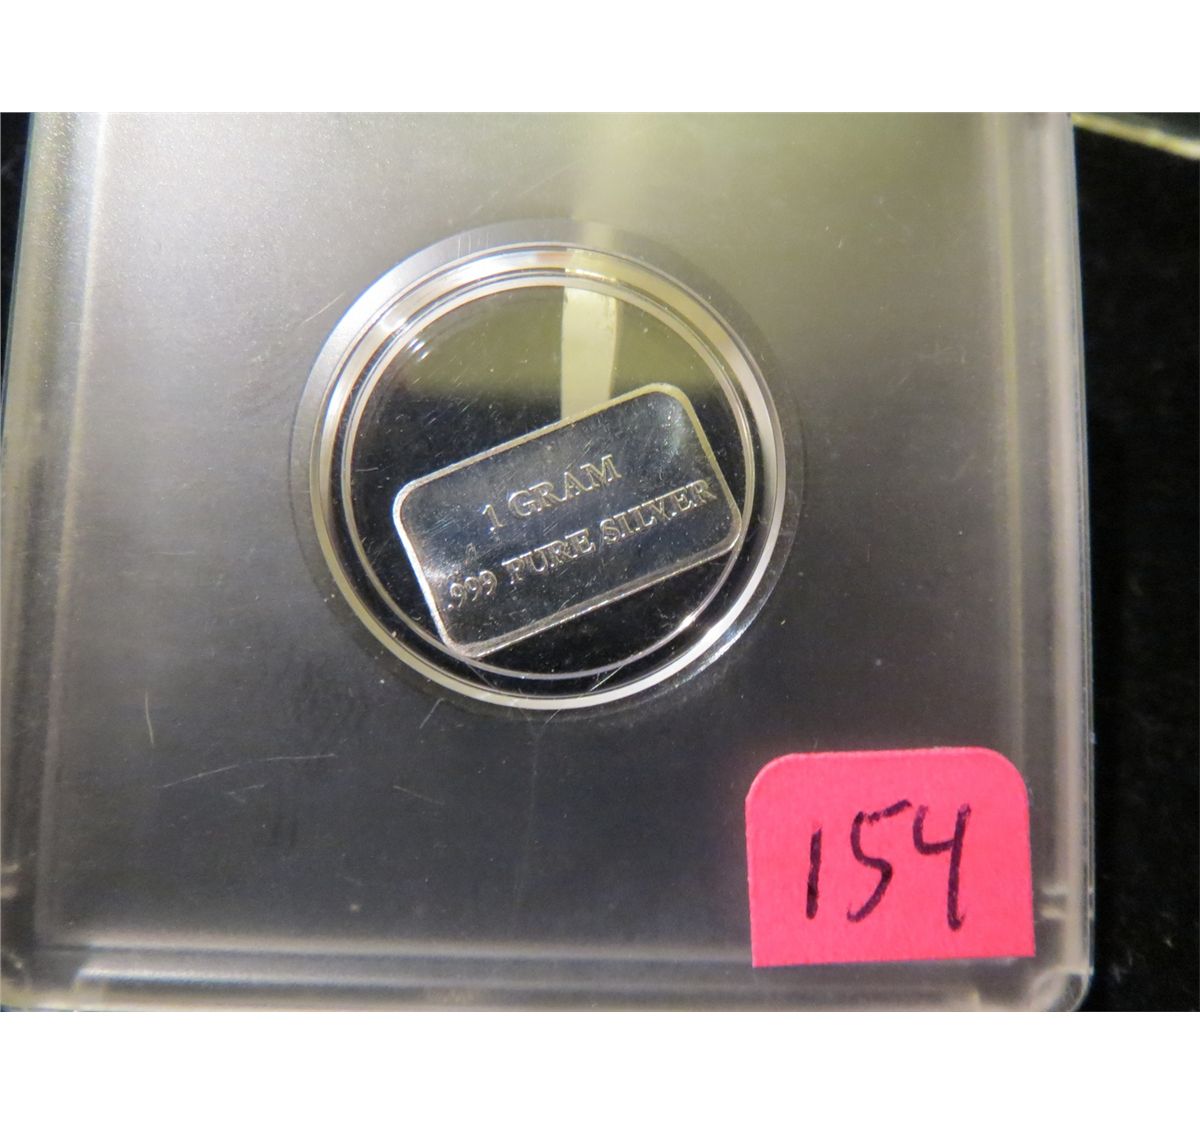 1 GRAM
.999 PURE SILVER
154